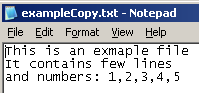 exampleCopy.txt - Notepad
File Edit Format View Help
This is an exmaple file
It contains few lines
and numbers: 1,2,3,4,5